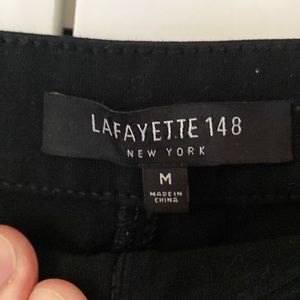 LAFAYETTE 148
NEW YORK
M
MADE IN
CHINA